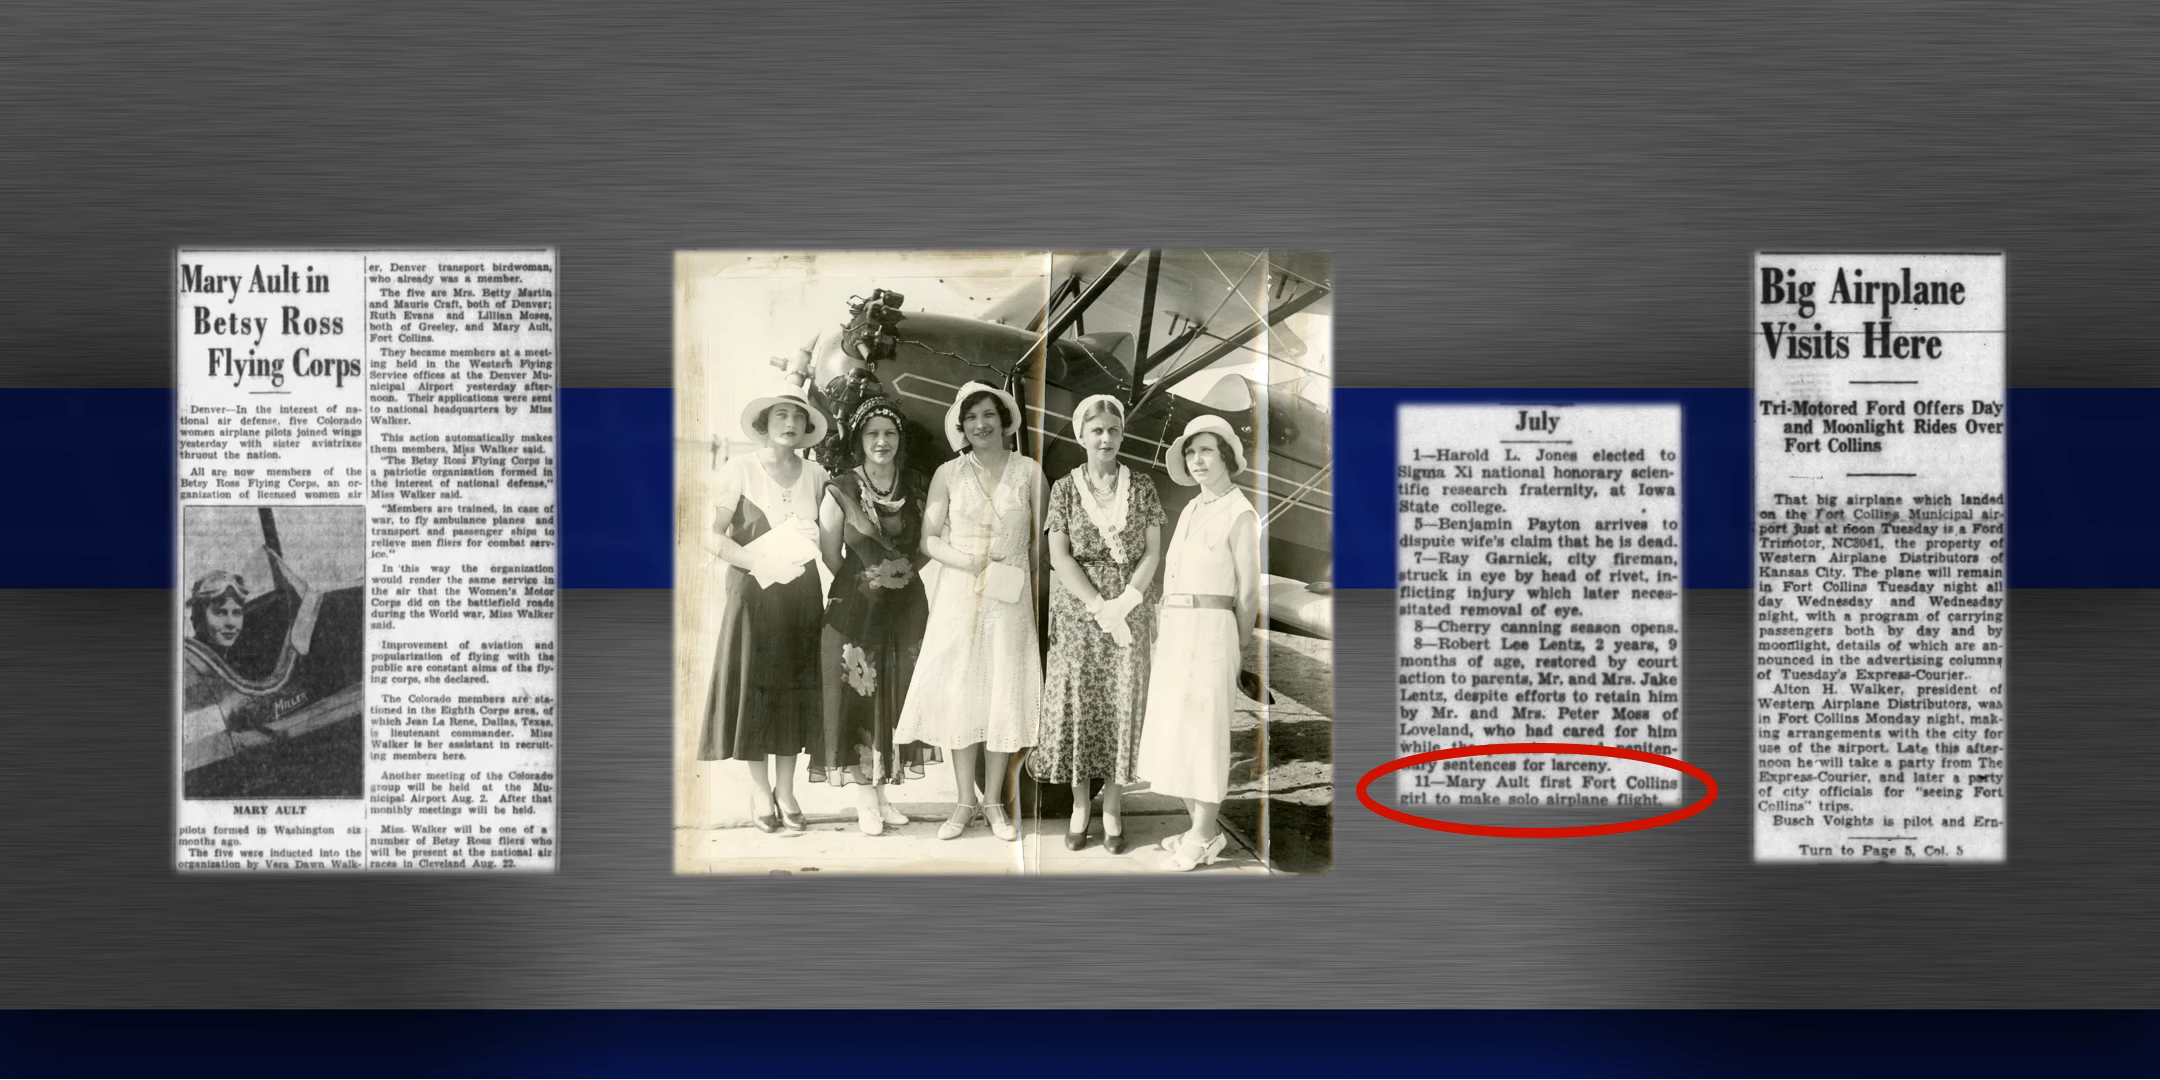 Mary Ault in
Betsy Ross
Flying Corps
Denver—In the interest of na-
tional air defense, five Colorado
women airplane pilots joined wings
yesterday with sister aviatrixes
thruout the nation.
All are now members of the
Betsy Ross Flying Corps, an or-
ganization of licensed women air
MILLER
MARY AULT
pilots formed in Washington six
months ago.
The five were inducted into the
organization by Vera Dawn Walk-
er, Denver transport birdwoman,
who already was a member.
The five are Mrs. Betty Martin
and Maurie Craft, both of Denver;
Ruth Evans and Lillian Moses,
both of Greeley, and Mary Ault,
Fort Collins.
They became members at a meet-
ing held in the Western Flying
Service offices at the Denver Mu-
nicipal Airport yesterday after-
noon. Their applications were sent
to national headquarters by Miss
Walker.
This action automatically makes
them members, Miss Walker said.
"The Betsy Ross Flying Corps is
a patriotic organization formed in
the interest of national defense,"
Miss Walker said.
"Members are trained, in case of
war, to fly ambulance planes and
transport and passenger ships to
relieve men fliers for combat serv-
ice."
In this way the organization
would render the same service in
the air that the Women's Motor
Corps did on the battlefield roads
during the World war, Miss Walker
said.
Improvement of aviation and
popularization of flying with the
public are constant aims of the fly-
ing corps, she declared.
The Colorado members are sta-
tioned in the Eighth Corps area, of
which Jean La Rene, Dallas, Texas,
is lieutenant commander. Miss
Walker is her assistant in recruit-
ing members here.
Another meeting of the Colorado
group will be held at the Mu-
nicipal Airport Aug. 2. After that
monthly meetings will be held.
Miss Walker will be one of a
number of Betsy Ross fliers who
will be present at the national air
races in Cleveland Aug. 22.
July
1—Harold L. Jones elected to
Sigma Xi national honorary scien-
tific research fraternity, at Iowa
State college.
5—Benjamin Payton arrives to
dispute wife's claim that he is dead.
7—Ray Garnick, city fireman,
struck in eye by head of rivet, in-
flicting injury which later neces-
sitated removal of eye.
8—Cherry canning season opens.
8—Robert Lee Lentz, 2 years, 9
months of age, restored by court
action to parents, Mr. and Mrs. Jake
Lentz, despite efforts to retain him
by Mr. and Mrs. Peter Moss of
Loveland, who had cared for him
while peniten-
tiary sentences for larceny.
11—Mary Ault first Fort Collins
girl to make solo airplane flight.
Big Airplane
Visits Here
Tri-Motored Ford Offers Day
and Moonlight Rides Over
Fort Collins
That big airplane which landed
on the Fort Collins Municipal air-
port just at noon Tuesday is a Ford
Trimotor, NC8041, the property of
Western Airplane Distributors of
Kansas City. The plane will remain
in Fort Collins Tuesday night all
day Wednesday and Wednesday
night, with a program of carrying
passengers both by day and by
moonlight, details of which are an-
nounced in the advertising columns
of Tuesday's Express-Courier.
Alton H. Walker, president of
Western Airplane Distributors, was
in Fort Collins Monday night, mak-
ing arrangements with the city for
use of the airport. Late this after-
noon he will take a party from The
Express-Courier, and later a party
of city officials for "seeing Fort
Collins" trips.
Busch Voights is pilot and Ern-
Turn to Page 5, Col. 5